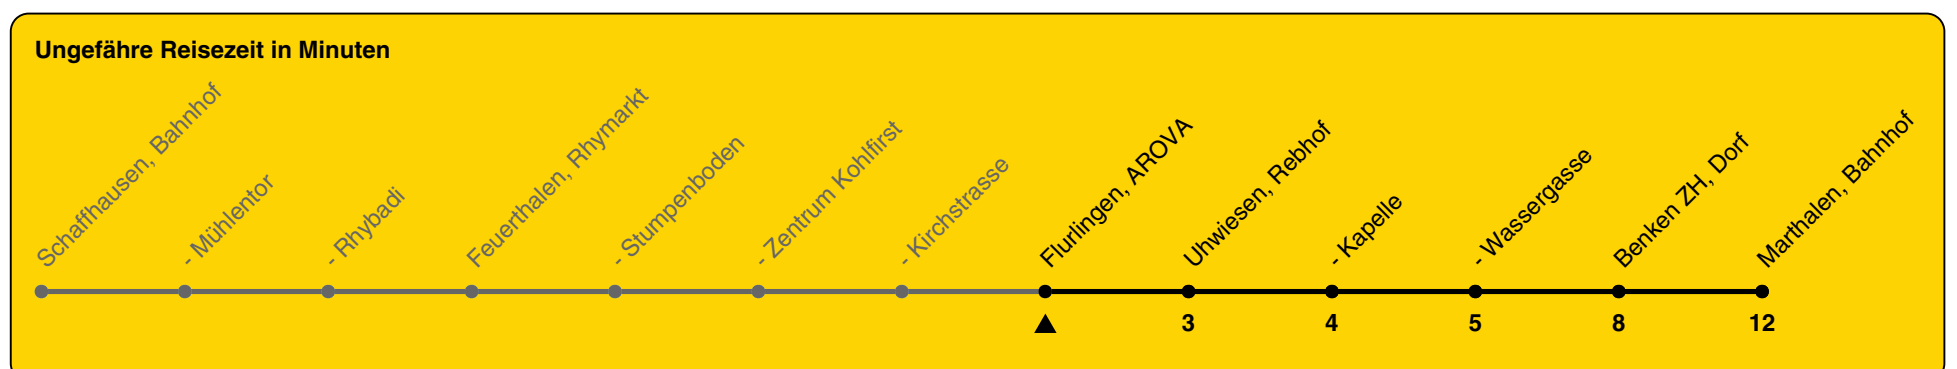 Ungefähre Reisezeit in Minuten
Schaffhausen, Bahnhof
- Mühlentor
- Rhybadi
Feuerthalen, Rhymarkt
- Stumpenboden
- Zentrum Kohlfirst
- Kirchstrasse
Flurlingen, AROVA
Uhwiesen, Rebhof
- Kapelle
- Wassergasse
Benken ZH, Dorf
Marthalen, Bahnhof
3 4 5 8 12